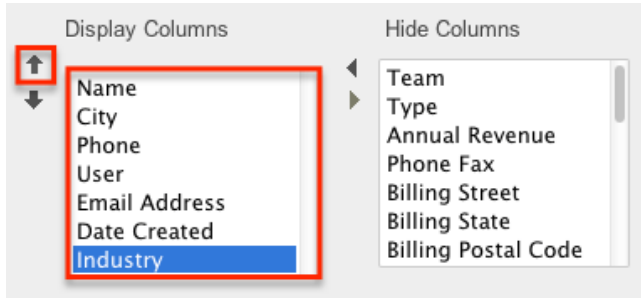 Display Columns
Name
City
Phone
User
Email Address
Date Created
Industry
Hide Columns
Team
Type
Annual Revenue
Phone Fax
Billing Street
Billing State
Billing Postal Code